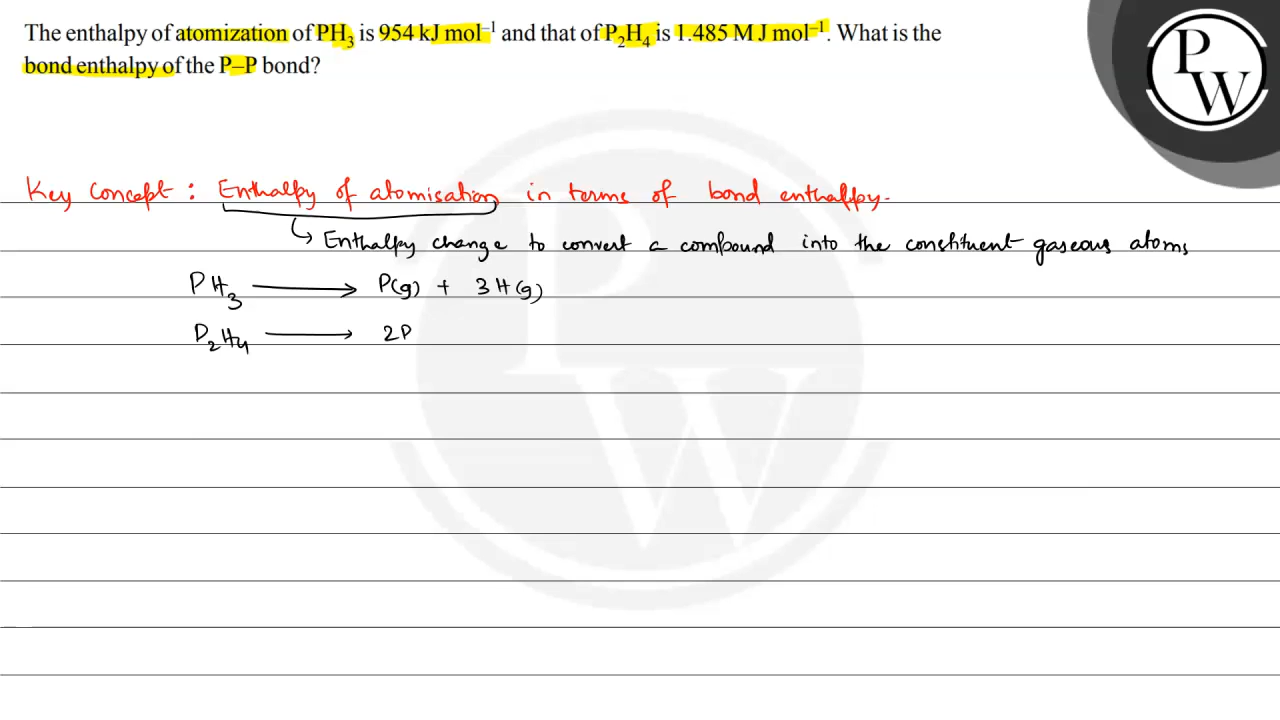 The enthalpy of atomization of PH₃ is 954 kJ mol⁻¹ and that of P₂H₄ is 1.485 M J mol⁻¹. What is the
bond enthalpy of the P–P bond?
PW
Key concept : Enthalpy of atomisation in terms of bond enthalpy.
↳ Enthalpy change to convert a compound into the constituent gaseous atoms
PH₃ ⟶ P(g) + 3H(g)
P₂H₄ ⟶ 2P
PW